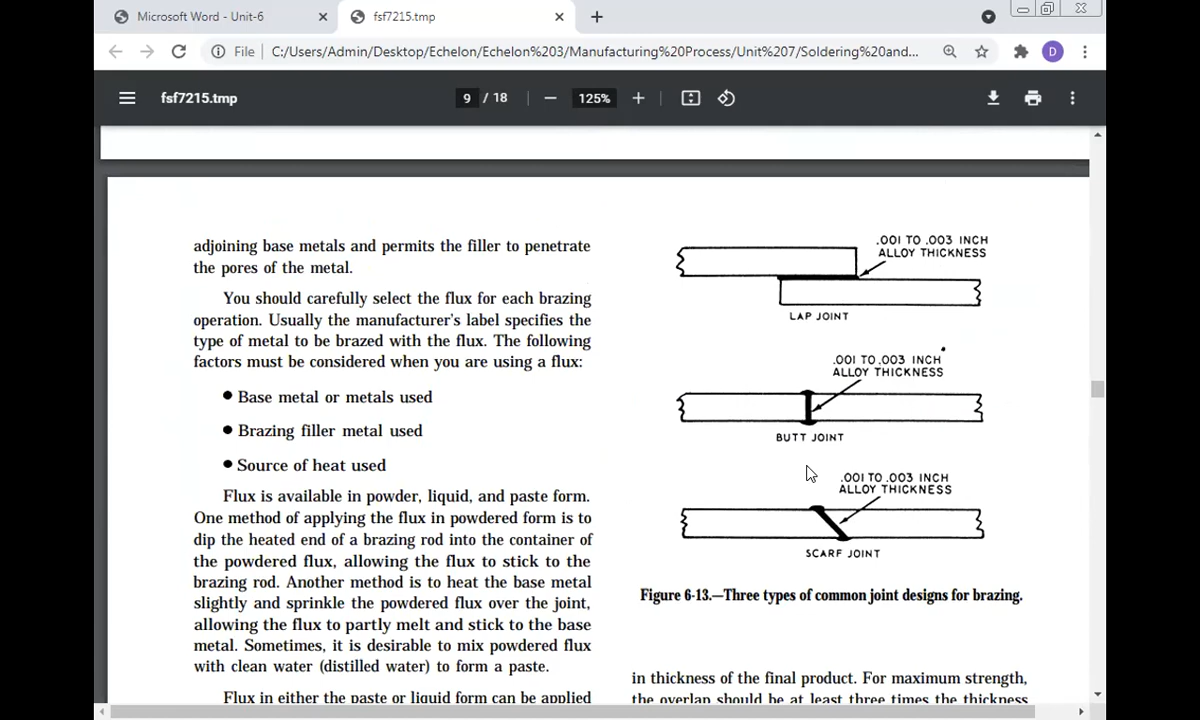 Microsoft Word - Unit-6
fsf7215.tmp
File
C:/Users/Admin/Desktop/Echelon/Echelon%203/Manufacturing%20Process/Unit%207/Soldering%20and...
D
fsf7215.tmp
9 / 18
125%
adjoining base metals and permits the filler to penetrate
the pores of the metal.
You should carefully select the flux for each brazing
operation. Usually the manufacturer's label specifies the
type of metal to be brazed with the flux. The following
factors must be considered when you are using a flux:
● Base metal or metals used
● Brazing filler metal used
● Source of heat used
Flux is available in powder, liquid, and paste form.
One method of applying the flux in powdered form is to
dip the heated end of a brazing rod into the container of
the powdered flux, allowing the flux to stick to the
brazing rod. Another method is to heat the base metal
slightly and sprinkle the powdered flux over the joint,
allowing the flux to partly melt and stick to the base
metal. Sometimes, it is desirable to mix powdered flux
with clean water (distilled water) to form a paste.
Flux in either the paste or liquid form can be applied
.001 TO .003 INCH
ALLOY THICKNESS
LAP JOINT
.001 TO .003 INCH
ALLOY THICKNESS
BUTT JOINT
.001 TO .003 INCH
ALLOY THICKNESS
SCARF JOINT
Figure 6-13.—Three types of common joint designs for brazing.
in thickness of the final product. For maximum strength,
the overlap should be at least three times the thickness